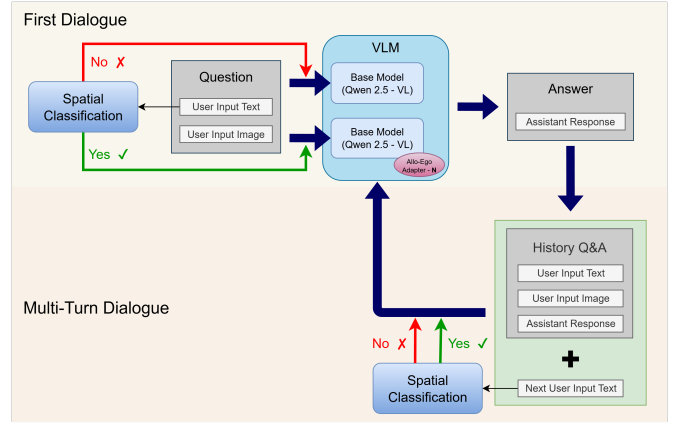 First Dialogue
VLM
No ✗
Question
Base Model
(Qwen 2.5 - VL)
Answer
Spatial
Classification
User Input Text
Assistant Response
User Input Image
Base Model
(Qwen 2.5 - VL)
Yes ✓
Allo-Ego
Adapter - N
History Q&A
User Input Text
User Input Image
Multi-Turn Dialogue
Assistant Response
No ✗
Yes ✓
+
Spatial
Classification
Next User Input Text